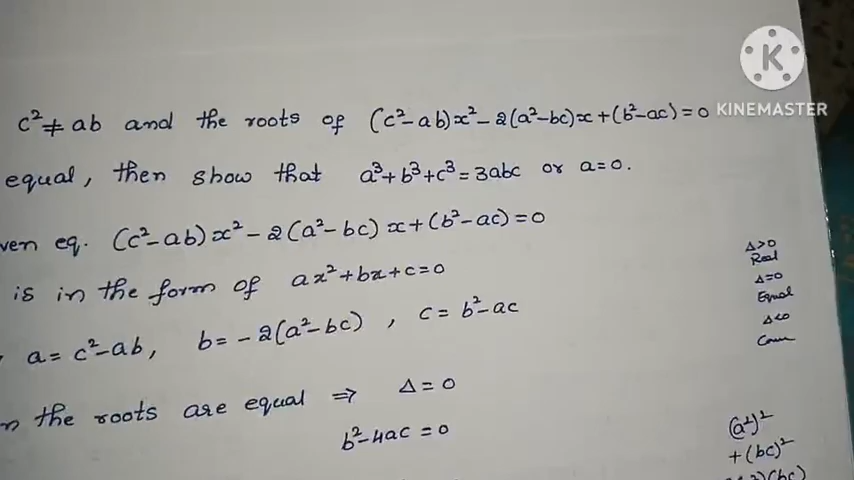 KINEMASTER
c² ≠ ab and the roots of (c²-ab)x² - 2(a²-bc)x + (b²-ac) = 0
equal, then show that a³+b³+c³ = 3abc or a=0.
ven eq. (c²-ab)x² - 2(a²-bc)x + (b²-ac) = 0
is in the form of ax²+bx+c=0
a = c²-ab, b = -2(a²-bc), c = b²-ac
n the roots are equal ⇒ Δ = 0
b²-4ac = 0
Δ>0
Real
Δ=0
Equal
Δ<0
(a²)²
+(bc)²
(bc)